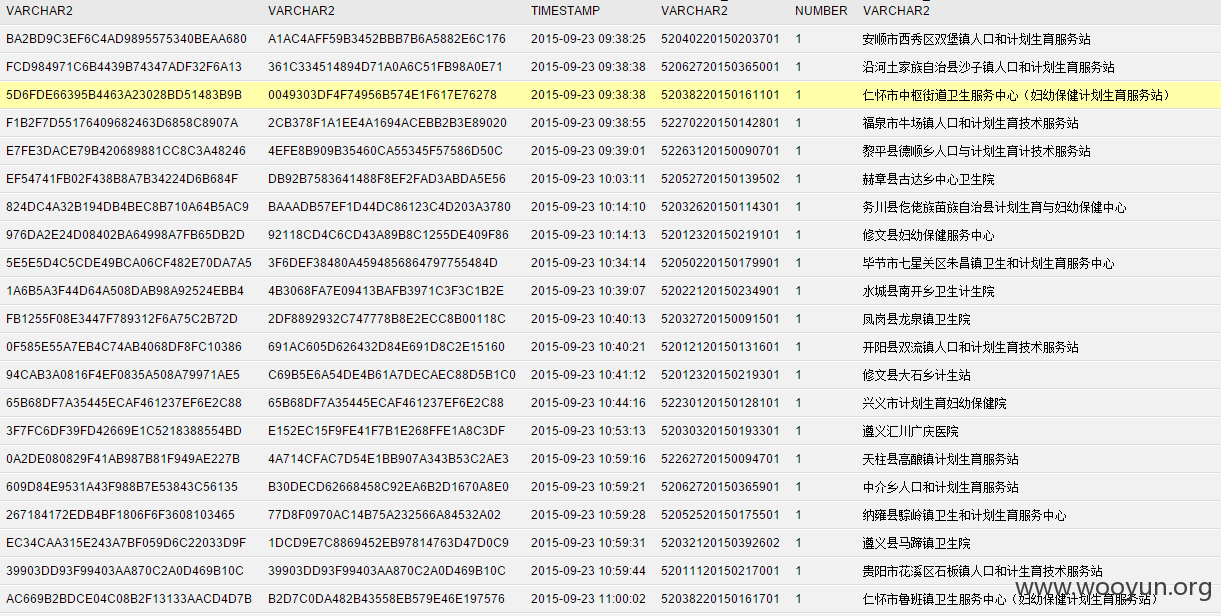 VARCHAR2 VARCHAR2 TIMESTAMP VARCHAR2 NUMBER VARCHAR2
BA2BD9C3EF6C4AD9895575340BEAA680 A1AC4AFF59B3452BBB7B6A5882E6C176 2015-09-23 09:38:25 52040220150203701 1 安顺市西秀区双堡镇人口和计划生育服务站
FCD984971C6B4439B74347ADF32F6A13 361C334514894D71A0A6C51FB98A0E71 2015-09-23 09:38:38 52062720150365001 1 沿河土家族自治县沙子镇人口和计划生育服务站
5D6FDE66395B4463A23028BD51483B9B 0049303DF4F74956B574E1F617E76278 2015-09-23 09:38:38 52038220150161101 1 仁怀市中枢街道卫生服务中心（妇幼保健计划生育服务站）
F1B2F7D55176409682463D6858C8907A 2CB378F1A1EE4A1694ACEBB2B3E89020 2015-09-23 09:38:55 52270220150142801 1 福泉市牛场镇人口和计划生育技术服务站
E7FE3DACE79B420689881CC8C3A48246 4EFE8B909B35460CA55345F57586D50C 2015-09-23 09:39:01 52263120150090701 1 黎平县德顺乡人口与计划生育计技术服务站
EF54741FB02F438B8A7B34224D6B684F DB92B7583641488F8EF2FAD3ABDA5E56 2015-09-23 10:03:11 52052720150139502 1 赫章县古达乡中心卫生院
824DC4A32B194DB4BEC8B710A64B5AC9 BAAADB57EF1D44DC86123C4D203A3780 2015-09-23 10:14:10 52032620150114301 1 务川县仡佬族苗族自治县计划生育与妇幼保健中心
976DA2E24D08402BA64998A7FB65DB2D 92118CD4C6CD43A89B8C1255DE409F86 2015-09-23 10:14:13 52012320150219101 1 修文县妇幼保健服务中心
5E5E5D4C5CDE49BCA06CF482E70DA7A5 3F6DEF38480A4594856864797755484D 2015-09-23 10:34:14 52050220150179901 1 毕节市七星关区朱昌镇卫生和计划生育服务中心
1A6B5A3F44D64A508DAB98A92524EBB4 4B3068FA7E09413BAFB3971C3F3C1B2E 2015-09-23 10:39:07 52022120150234901 1 水城县南开乡卫生计生院
FB1255F08E3447F789312F6A75C2B72D 2DF8892932C747778B8E2ECC8B00118C 2015-09-23 10:40:13 52032720150091501 1 凤岗县龙泉镇卫生院
0F585E55A7EB4C74AB4068DF8FC10386 691AC605D626432D84E691D8C2E15160 2015-09-23 10:40:21 52012120150131601 1 开阳县双流镇人口和计划生育技术服务站
94CAB3A0816F4EF0835A508A79971AE5 C69B5E6A54DE4B61A7DECAEC88D5B1C0 2015-09-23 10:41:12 52012320150219301 1 修文县大石乡计生站
65B68DF7A35445ECAF461237EF6E2C88 65B68DF7A35445ECAF461237EF6E2C88 2015-09-23 10:44:16 52230120150128101 1 兴义市计划生育妇幼保健院
3F7FC6DF39FD42669E1C5218388554BD E152EC15F9FE41F7B1E268FFE1A8C3DF 2015-09-23 10:53:13 52030320150193301 1 遵义汇川广庆医院
0A2DE080829F41AB987B81F949AE227B 4A714CFAC7D54E1BB907A343B53C2AE3 2015-09-23 10:59:16 52262720150094701 1 天柱县高酿镇计划生育服务站
609D84E9531A43F988B7E53843C56135 B30DECD62668458C92EA6B2D1670A8E0 2015-09-23 10:59:21 52062720150365901 1 中介乡人口和计划生育服务站
267184172EDB4BF1806F6F3608103465 77D8F0970AC14B75A232566A84532A02 2015-09-23 10:59:28 52052520150175501 1 纳雍县鬃岭镇卫生和计划生育服务中心
EC34CAA315E243A7BF059D6C22033D9F 1DCD9E7C8869452EB97814763D47D0C9 2015-09-23 10:59:31 52032120150392602 1 遵义县马蹄镇卫生院
39903DD93F99403AA870C2A0D469B10C 39903DD93F99403AA870C2A0D469B10C 2015-09-23 10:59:44 52011120150217001 1 贵阳市花溪区石板镇人口和计生育技术服务站
AC669B2BDCE04C08B2F13133AACD4D7B B2D7C0DA482943558EB579E46E197576 2015-09-23 11:00:02 52038220150161701 1 仁怀市鲁班镇卫生服务中心（妇幼保健计划生育服务站）
www.wooyun.org